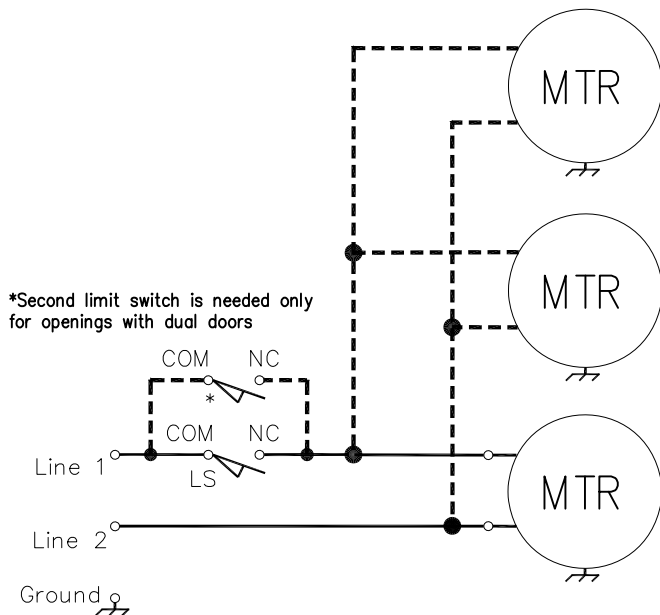 MTR
MTR
*Second limit switch is needed only
for openings with dual doors
COM NC
*
COM NC
Line 1
LS
MTR
Line 2
Ground